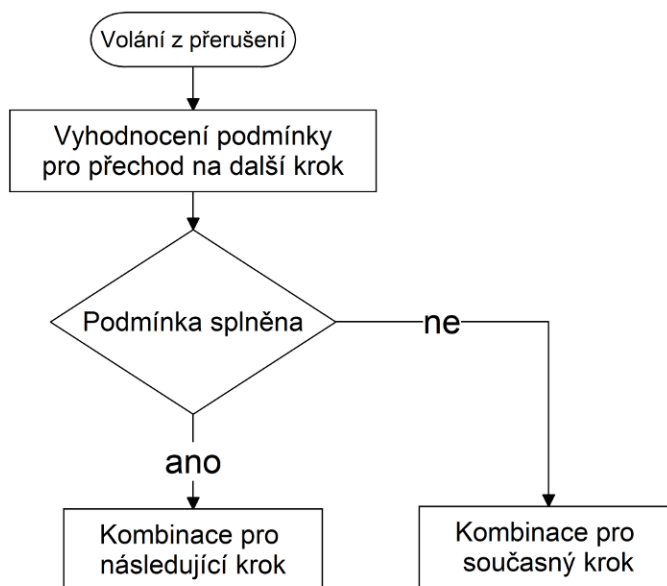 Volání z přerušení
Vyhodnocení podmínky
pro přechod na další krok
Podmínka splněna
ne
ano
Kombinace pro
následující krok
Kombinace pro
současný krok